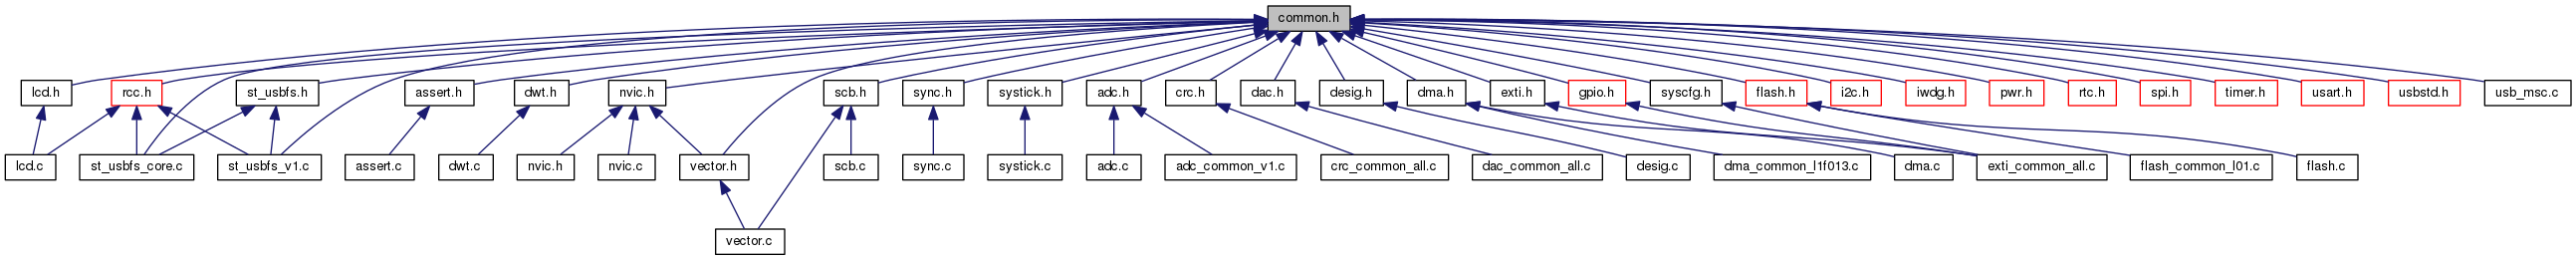 common.h
lcd.h rcc.h st_usbfs.h assert.h dwt.h nvic.h scb.h sync.h systick.h adc.h crc.h dac.h desig.h dma.h exti.h gpio.h syscfg.h flash.h i2c.h iwdg.h pwr.h rtc.h spi.h timer.h usart.h usbstd.h usb_msc.c
lcd.c st_usbfs_core.c st_usbfs_v1.c assert.c dwt.c nvic.h nvic.c vector.h scb.c sync.c systick.c adc.c adc_common_v1.c crc_common_all.c dac_common_all.c desig.c dma_common_l1f013.c dma.c exti_common_all.c flash_common_l01.c flash.c
vector.c